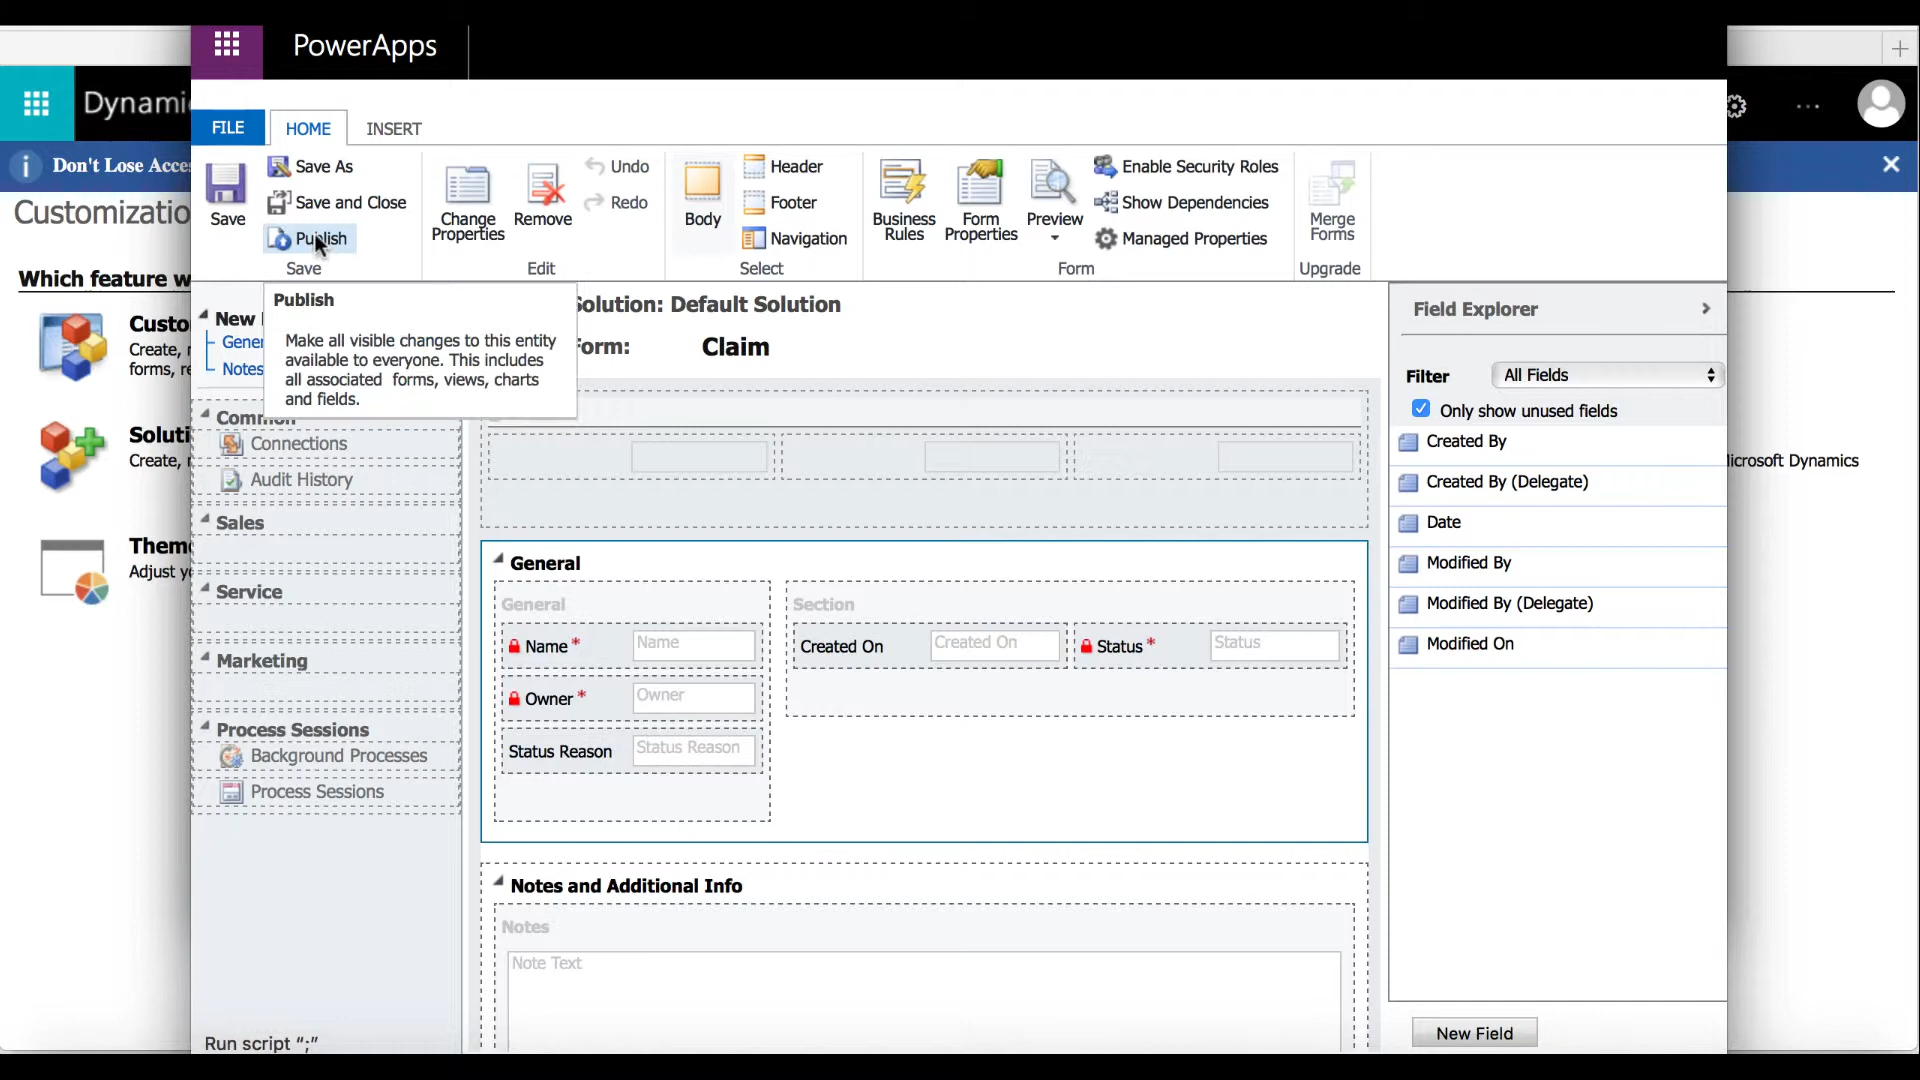 PowerApps
Dynami
Don't Lose Acce
Customizatio
Which feature w
Custo
Create, r
forms, re
Soluti
Create, r
Them
Adjust yo
icrosoft Dynamics
FILE
HOME
INSERT
Save
Save As
Save and Close
Publish
Save
Change
Properties
Remove
Undo
Redo
Edit
Body
Header
Footer
Navigation
Select
Business
Rules
Form
Properties
Preview
Enable Security Roles
Show Dependencies
Managed Properties
Form
Merge
Forms
Upgrade
Publish
Make all visible changes to this entity
available to everyone. This includes
all associated forms, views, charts
and fields.
New
Gener
Notes
Common
Connections
Audit History
Sales
Service
Marketing
Process Sessions
Background Processes
Process Sessions
Run script “;”
Solution: Default Solution
Form: Claim
General
General
Name * Name
Owner * Owner
Status Reason Status Reason
Section
Created On Created On Status * Status
Notes and Additional Info
Notes
Note Text
Field Explorer
Filter All Fields
Only show unused fields
Created By
Created By (Delegate)
Date
Modified By
Modified By (Delegate)
Modified On
New Field